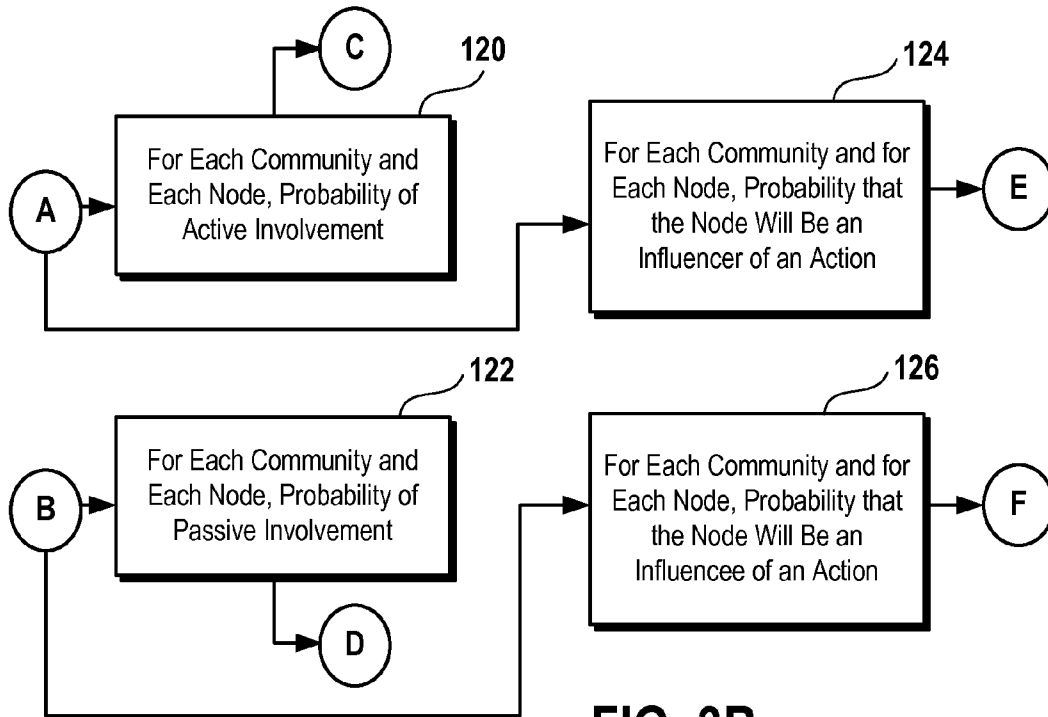 C
120
124
For Each Community and
Each Node, Probability of
Active Involvement
For Each Community and for
Each Node, Probability that
the Node Will Be an
Influencer of an Action
A
E
122
126
For Each Community and
Each Node, Probability of
Passive Involvement
For Each Community and for
Each Node, Probability that
the Node Will Be an
Influencee of an Action
B
F
D